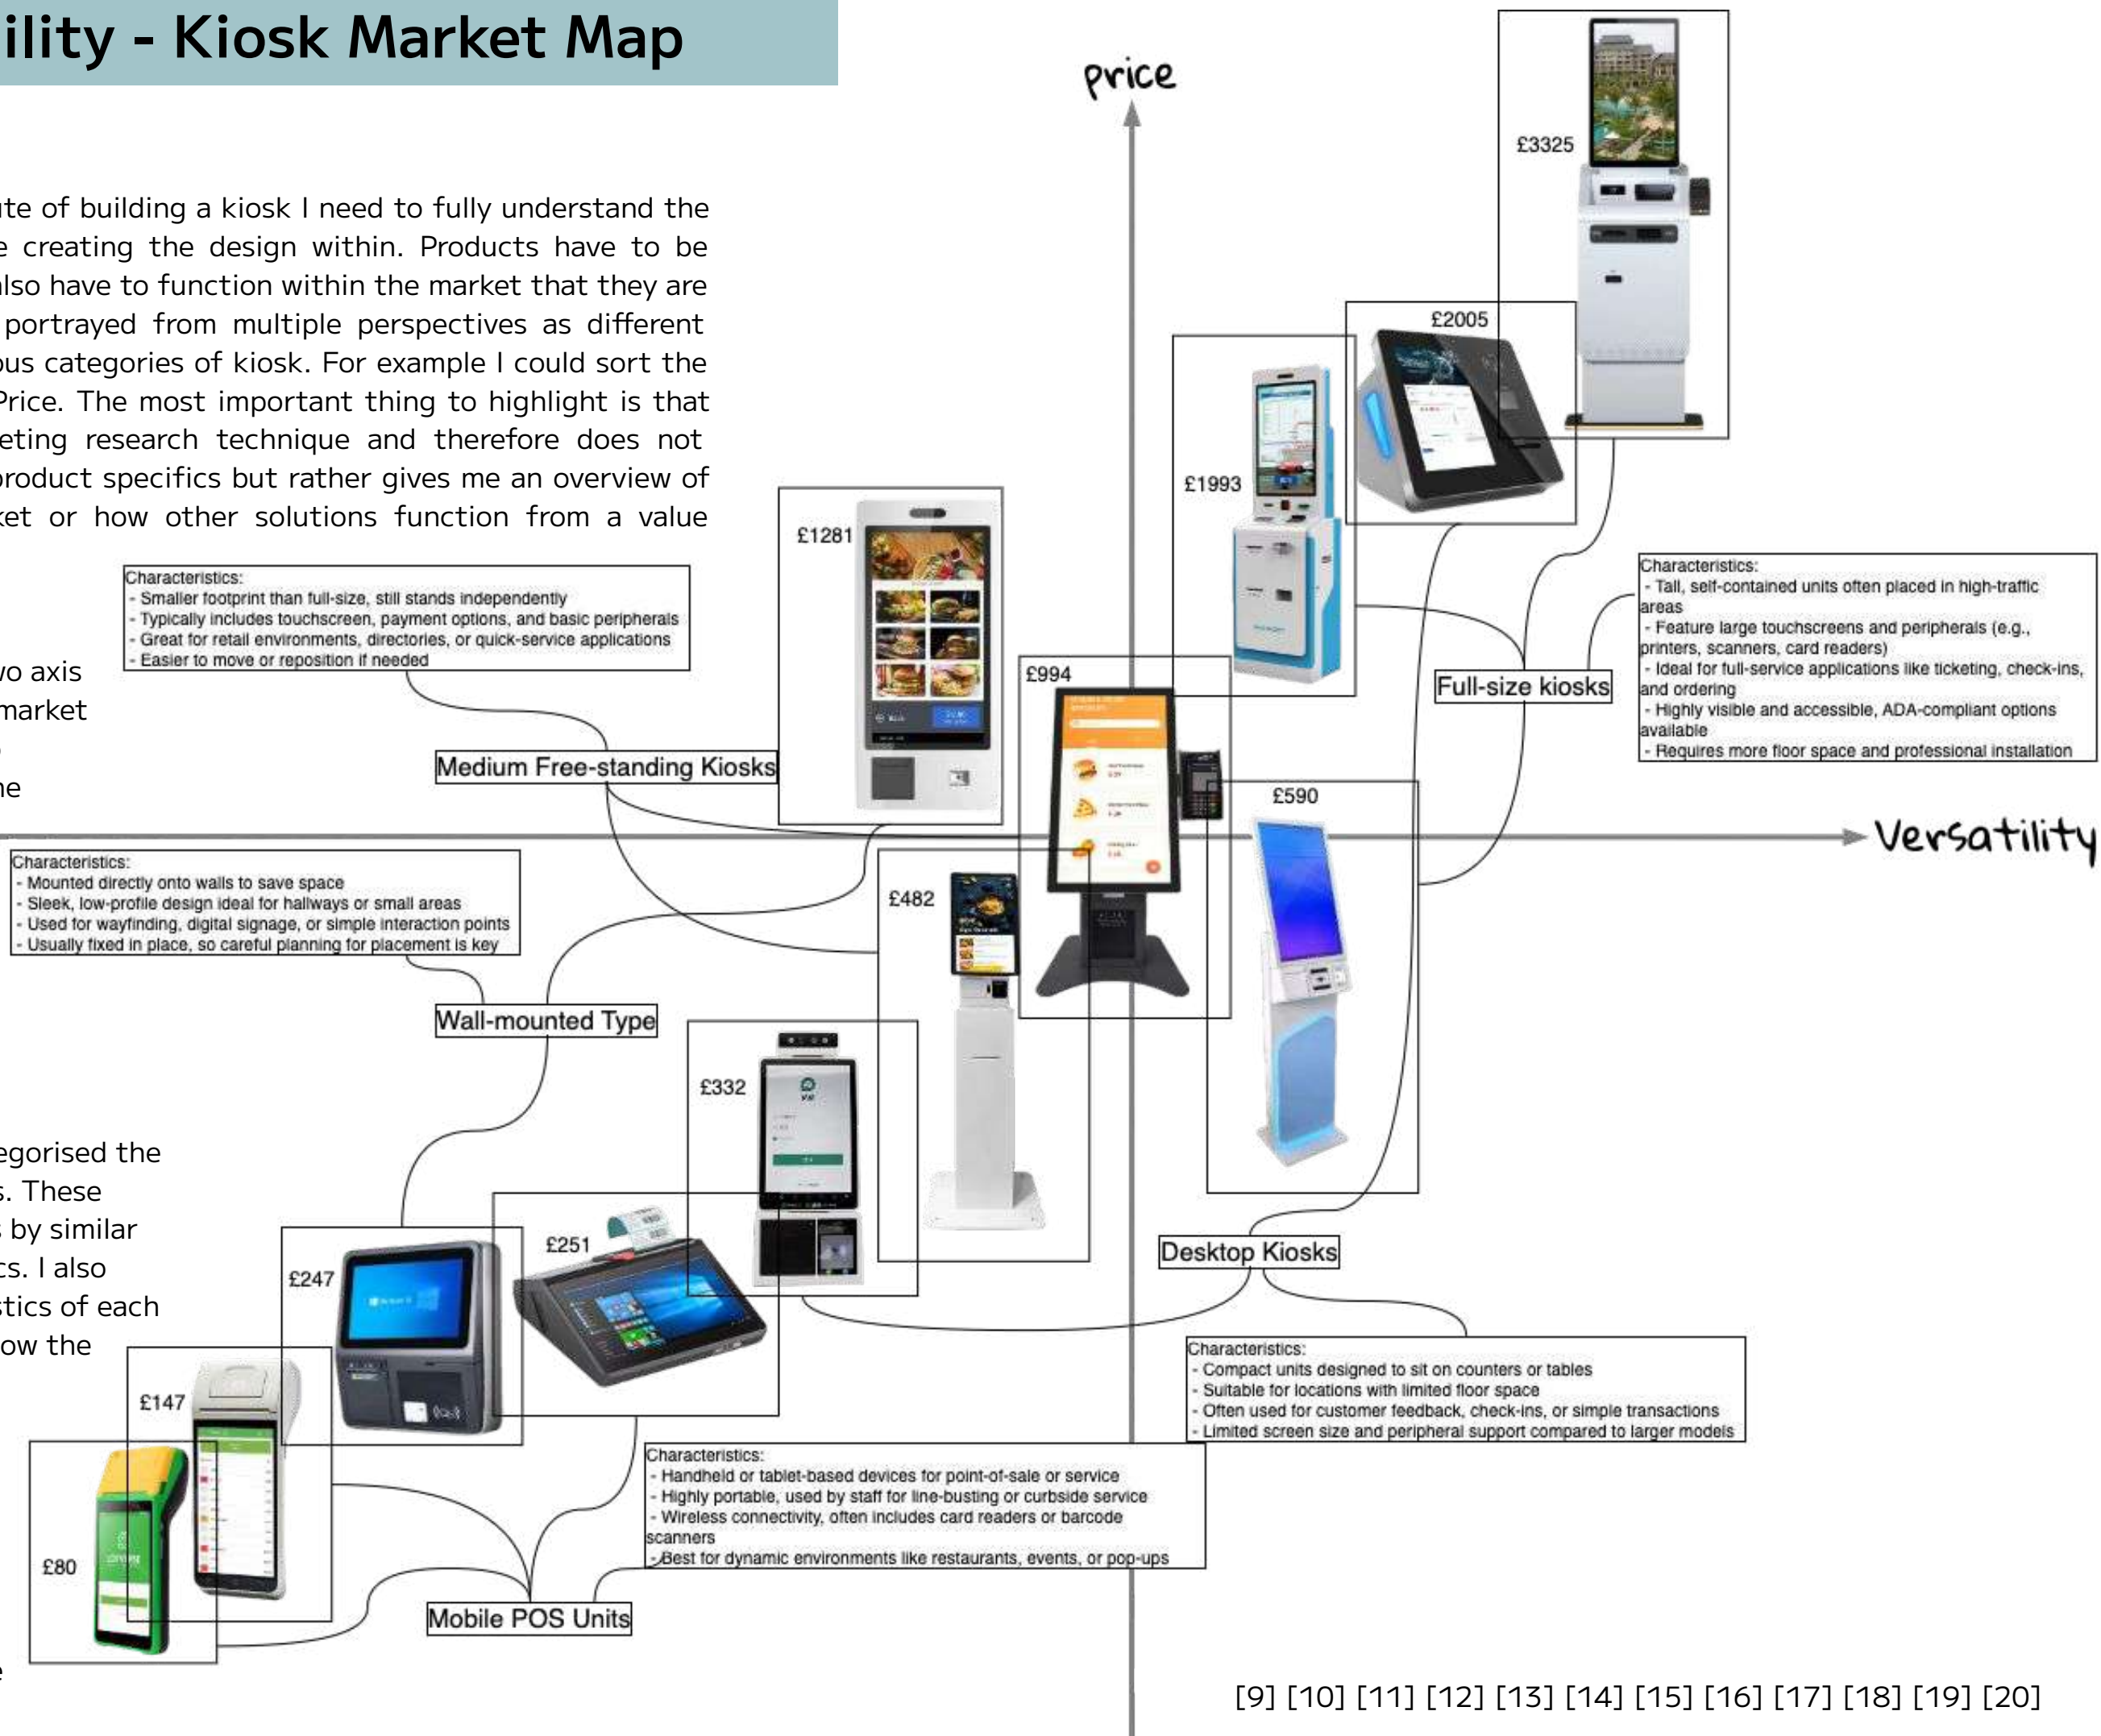 ility - Kiosk Market Map
price
ute of building a kiosk I need to fully understand the
e creating the design within. Products have to be
also have to function within the market that they are
portrayed from multiple perspectives as different
ous categories of kiosk. For example I could sort the
Price. The most important thing to highlight is that
eting research technique and therefore does not
product specifics but rather gives me an overview of
ket or how other solutions function from a value
£3325
£2005
£1993
£1281
Characteristics:
- Smaller footprint than full-size, still stands independently
- Typically includes touchscreen, payment options, and basic peripherals
- Great for retail environments, directories, or quick-service applications
- Easier to move or reposition if needed
Characteristics:
- Tall, self-contained units often placed in high-traffic
areas
- Feature large touchscreens and peripherals (e.g.,
printers, scanners, card readers)
- Ideal for full-service applications like ticketing, check-ins,
and ordering
- Highly visible and accessible, ADA-compliant options
available
- Requires more floor space and professional installation
wo axis
market
ne
£994
Full-size kiosks
Medium Free-standing Kiosks
£590
Versatility
Characteristics:
- Mounted directly onto walls to save space
- Sleek, low-profile design ideal for hallways or small areas
- Used for wayfinding, digital signage, or simple interaction points
- Usually fixed in place, so careful planning for placement is key
£482
Wall-mounted Type
£332
egorised the
s. These
s by similar
cs. I also
stics of each
ow the
£251
£247
Desktop Kiosks
Characteristics:
- Compact units designed to sit on counters or tables
- Suitable for locations with limited floor space
- Often used for customer feedback, check-ins, or simple transactions
- Limited screen size and peripheral support compared to larger models
£147
Characteristics:
- Handheld or tablet-based devices for point-of-sale or service
- Highly portable, used by staff for line-busting or curbside service
- Wireless connectivity, often includes card readers or barcode
scanners
- Best for dynamic environments like restaurants, events, or pop-ups
£80
Mobile POS Units
e
[9] [10] [11] [12] [13] [14] [15] [16] [17] [18] [19] [20]